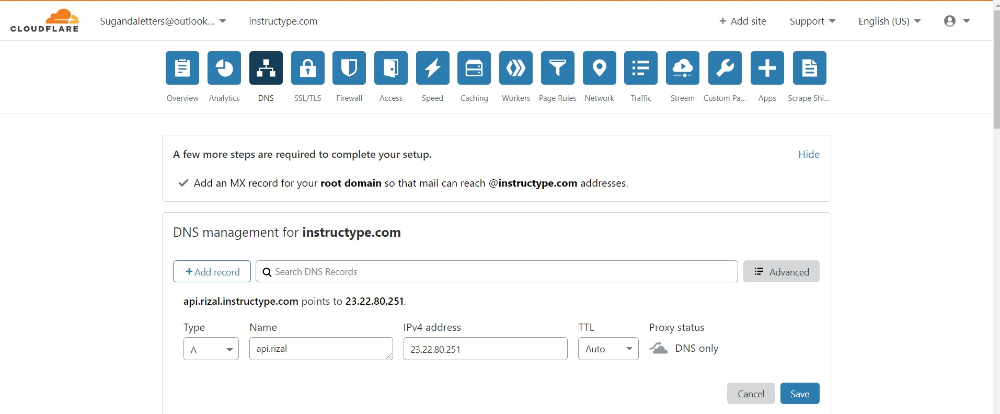 CLOUDFLARE Sugandaletters@outlook... instructype.com + Add site Support English (US)
Overview Analytics DNS SSL/TLS Firewall Access Speed Caching Workers Page Rules Network Traffic Stream Custom Pa... Apps Scrape Shi...
A few more steps are required to complete your setup. Hide
Add an MX record for your root domain so that mail can reach @instructype.com addresses.
DNS management for instructype.com
+ Add record Search DNS Records Advanced
api.rizal.instructype.com points to 23.22.80.251.
Type Name IPv4 address TTL Proxy status
A api.rizal 23.22.80.251 Auto DNS only
Cancel Save